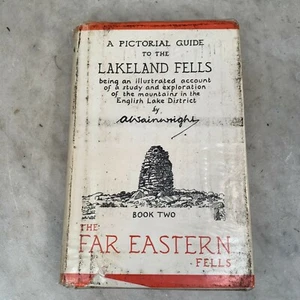 A PICTORIAL GUIDE
TO THE
LAKELAND FELLS
being an illustrated account
of a study and exploration
of the mountains in the
English Lake District
by
AWainwright
BOOK TWO
THE
FAR EASTERN
FELLS